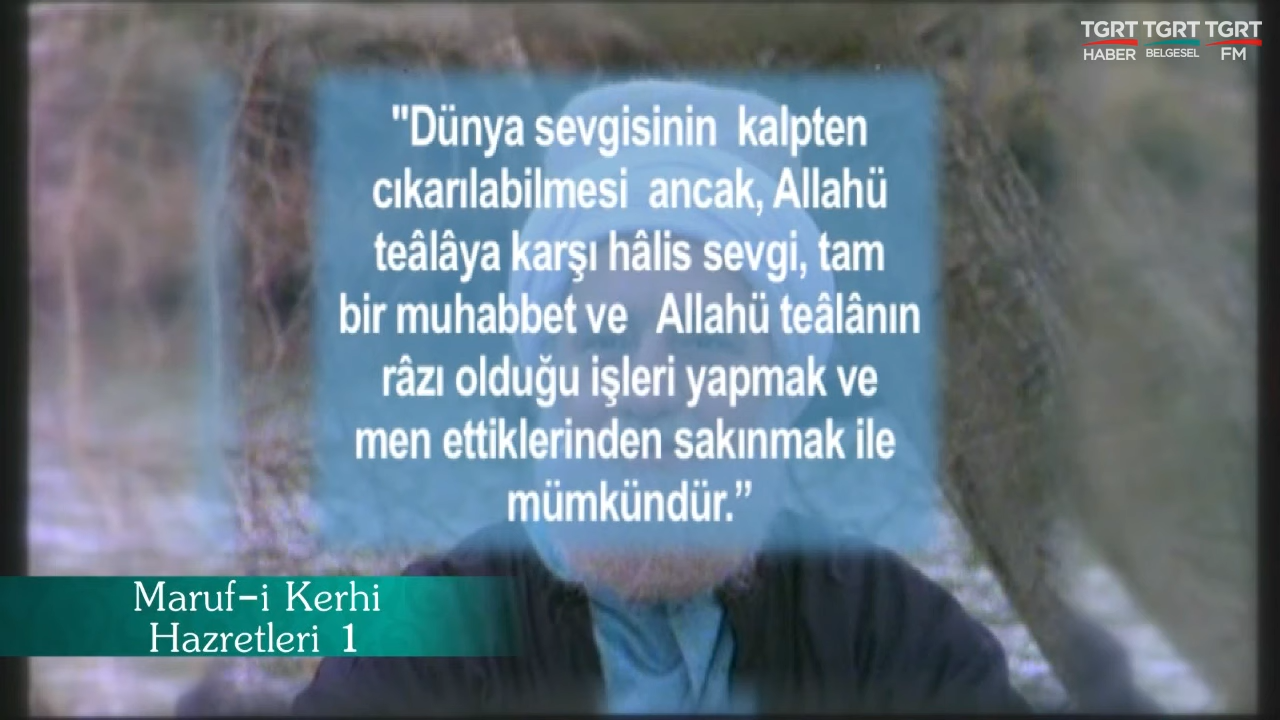 TGRT TGRT TGRT
HABER BELGESEL FM
"Dünya sevgisinin kalpten
cıkarılabilmesi ancak, Allahü
teâlâya karşı hâlis sevgi, tam
bir muhabbet ve Allahü teâlânın
râzı olduğu işleri yapmak ve
men ettiklerinden sakınmak ile
mümkündür.”
Maruf-i Kerhi
Hazretleri 1